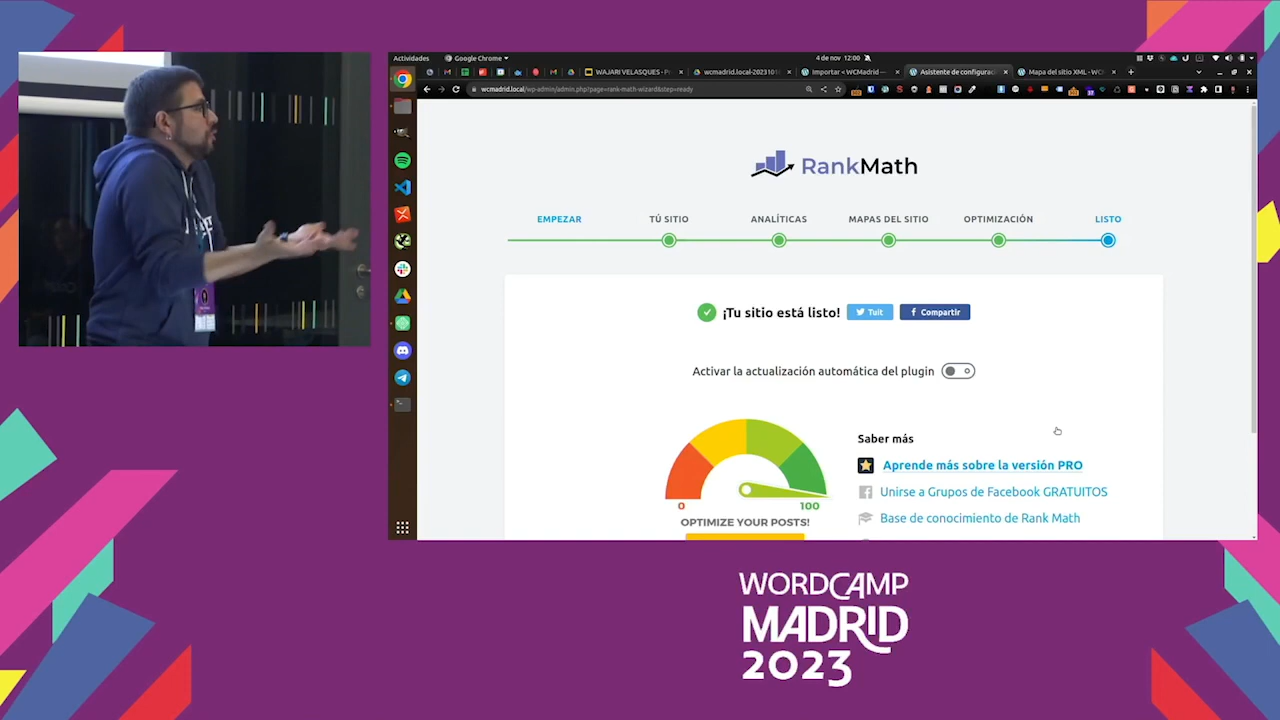 Actividades
Google Chrome
4 de nov 12:00
WAJARI VELASQUES - P
wcmadrid.local-2023101
Importar < WCMadrid —
Asistente de configurac
Mapa del sitio XML - WC
wcmadrid.local/wp-admin/admin.php?page=rank-math-wizard&step=ready
RankMath
EMPEZAR
TÚ SITIO
ANALÍTICAS
MAPAS DEL SITIO
OPTIMIZACIÓN
LISTO
¡Tu sitio está listo!
Tuit
Compartir
Activar la actualización automática del plugin
0
100
OPTIMIZE YOUR POSTS!
Saber más
Aprende más sobre la versión PRO
Unirse a Grupos de Facebook GRATUITOS
Base de conocimiento de Rank Math
WORDCAMP
MADRID
2023